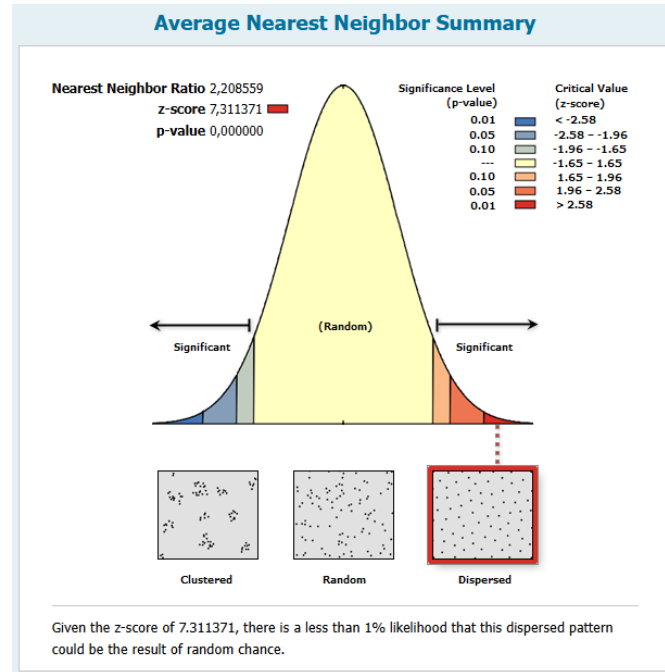 Average Nearest Neighbor Summary
Nearest Neighbor Ratio 2,208559
z-score 7,311371
p-value 0,000000
Significance Level
(p-value)
Critical Value
(z-score)
0.01 < -2.58
0.05 -2.58 – -1.96
0.10 -1.96 – -1.65
--- -1.65 – 1.65
0.10 1.65 – 1.96
0.05 1.96 – 2.58
0.01 > 2.58
(Random)
Significant
Significant
Clustered
Random
Dispersed
Given the z-score of 7.311371, there is a less than 1% likelihood that this dispersed pattern
could be the result of random chance.